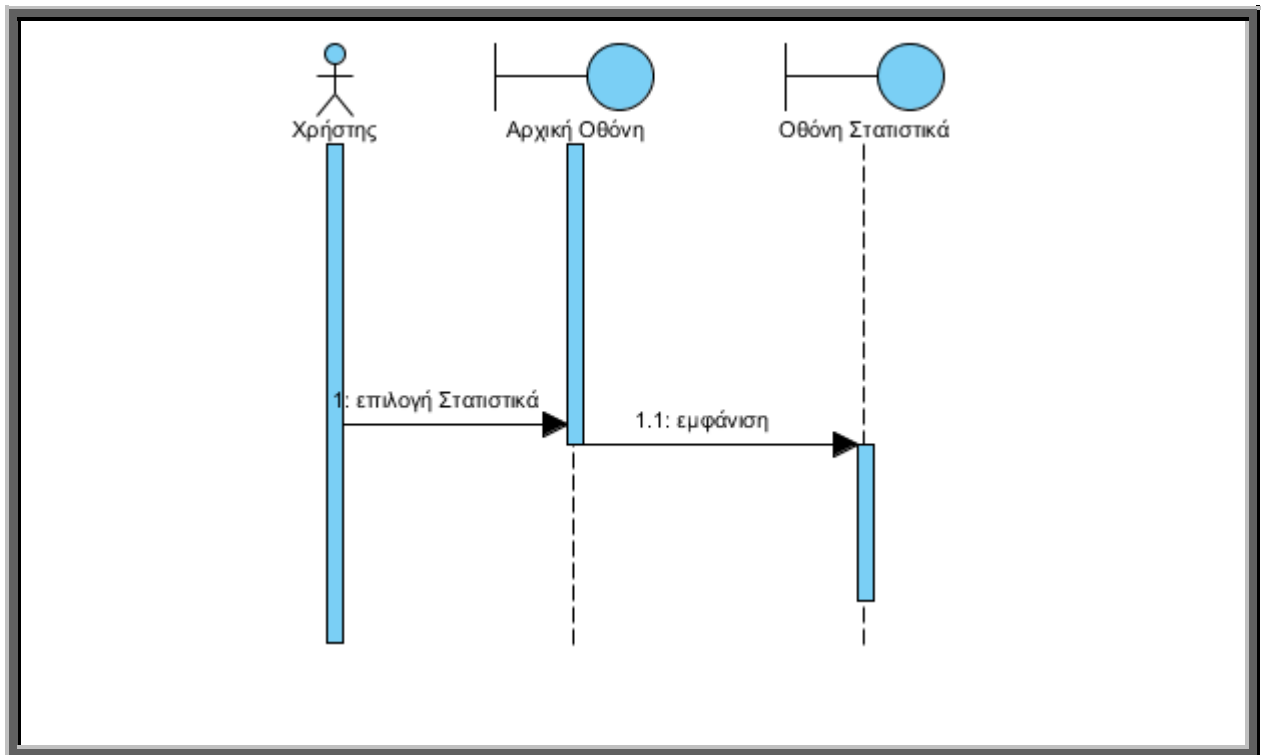 Χρήστης
Αρχική Οθόνη
Οθόνη Στατιστικά
1: επιλογή Στατιστικά
1.1: εμφάνιση